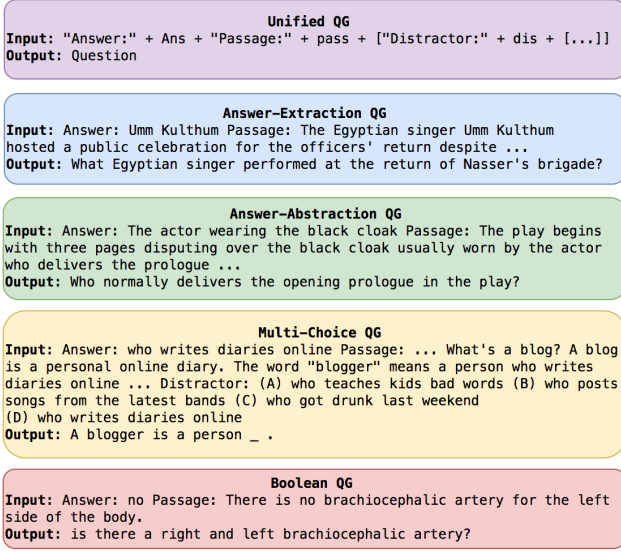 Unified QG
Input: "Answer:" + Ans + "Passage:" + pass + ["Distractor:" + dis + [...]]
Output: Question
Answer-Extraction QG
Input: Answer: Umm Kulthum Passage: The Egyptian singer Umm Kulthum
hosted a public celebration for the officers' return despite ...
Output: What Egyptian singer performed at the return of Nasser's brigade?
Answer-Abstraction QG
Input: Answer: The actor wearing the black cloak Passage: The play begins
with three pages disputing over the black cloak usually worn by the actor
who delivers the prologue ...
Output: Who normally delivers the opening prologue in the play?
Multi-Choice QG
Input: Answer: who writes diaries online Passage: ... What's a blog? A blog
is a personal online diary. The word "blogger" means a person who writes
diaries online ... Distractor: (A) who teaches kids bad words (B) who posts
songs from the latest bands (C) who got drunk last weekend
(D) who writes diaries online
Output: A blogger is a person _ .
Boolean QG
Input: Answer: no Passage: There is no brachiocephalic artery for the left
side of the body.
Output: is there a right and left brachiocephalic artery?